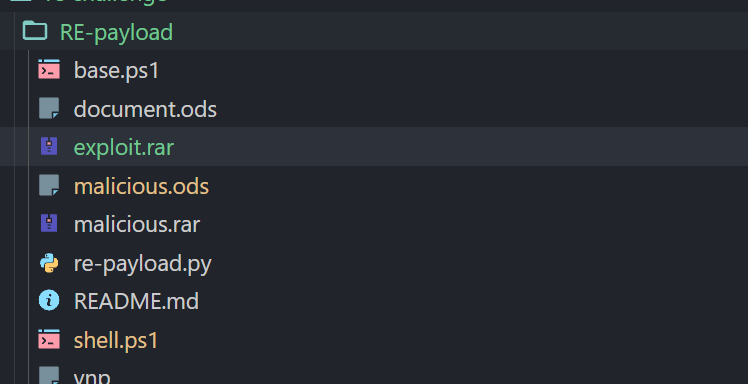 RE-payload
base.ps1
document.ods
exploit.rar
malicious.ods
malicious.rar
re-payload.py
README.md
shell.ps1